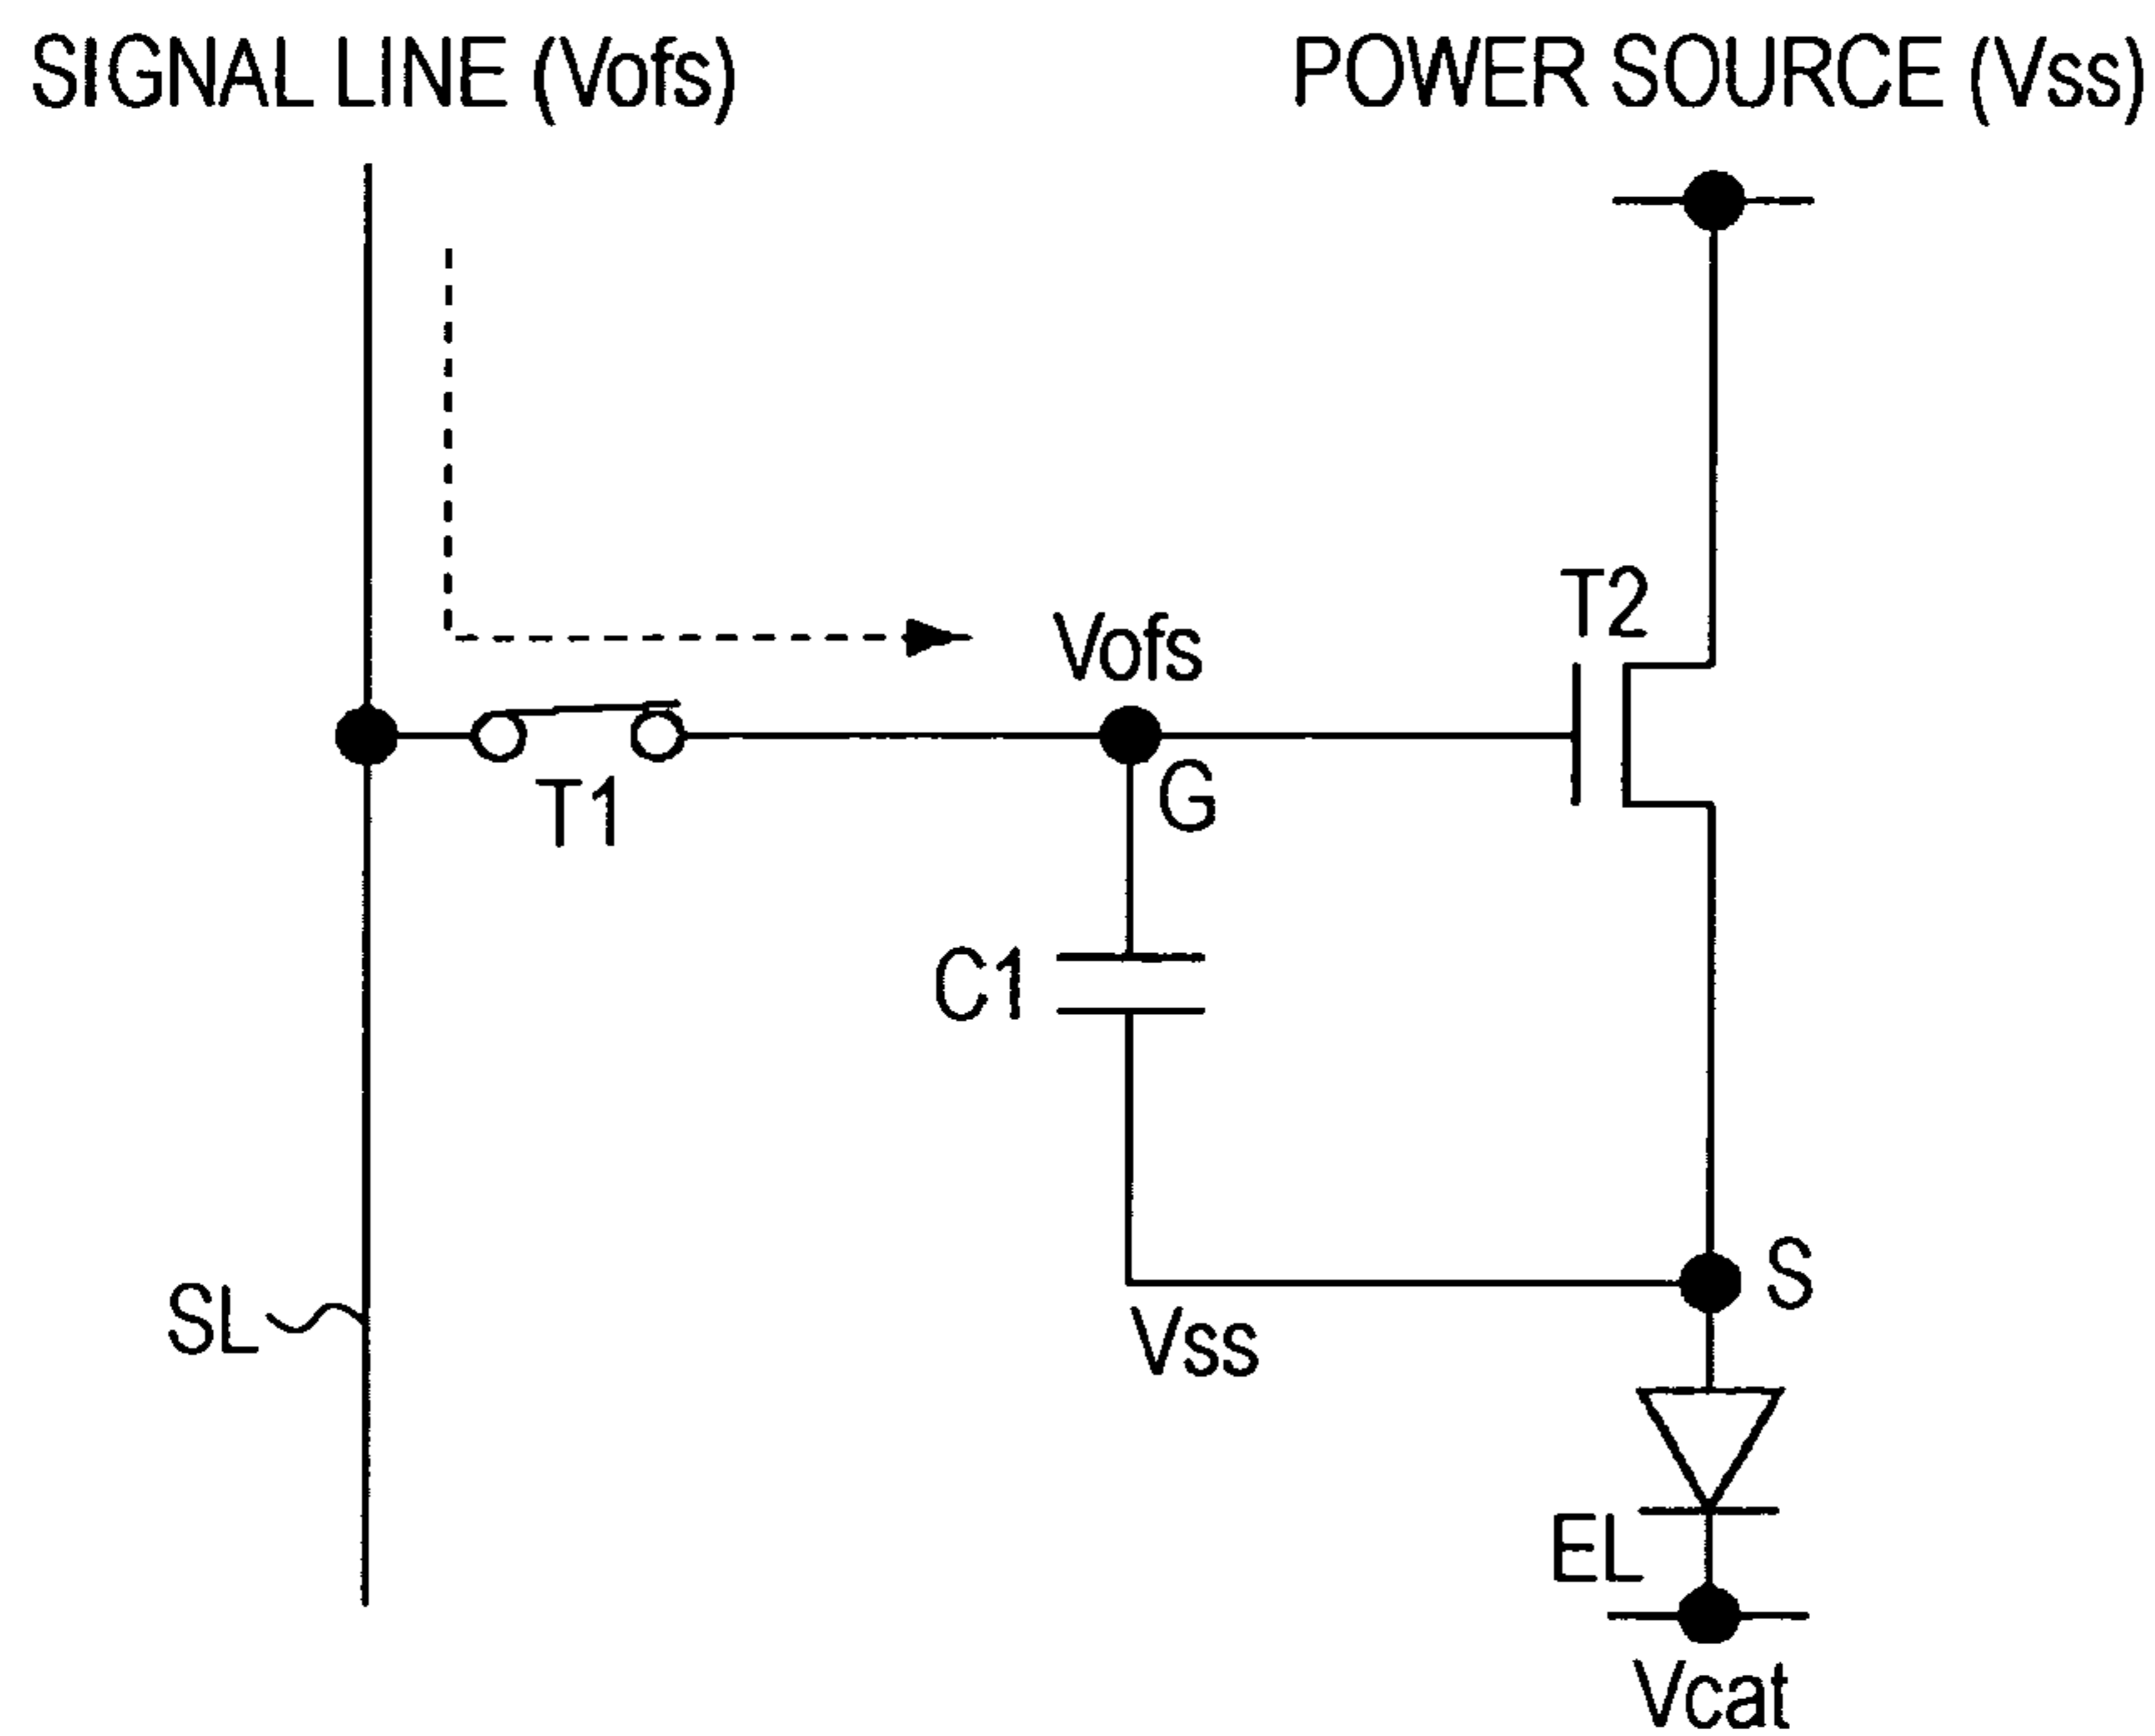 SIGNAL LINE (Vofs)
POWER SOURCE (Vss)
T2
Vofs
T1
G
C1
S
SL
Vss
EL
Vcat